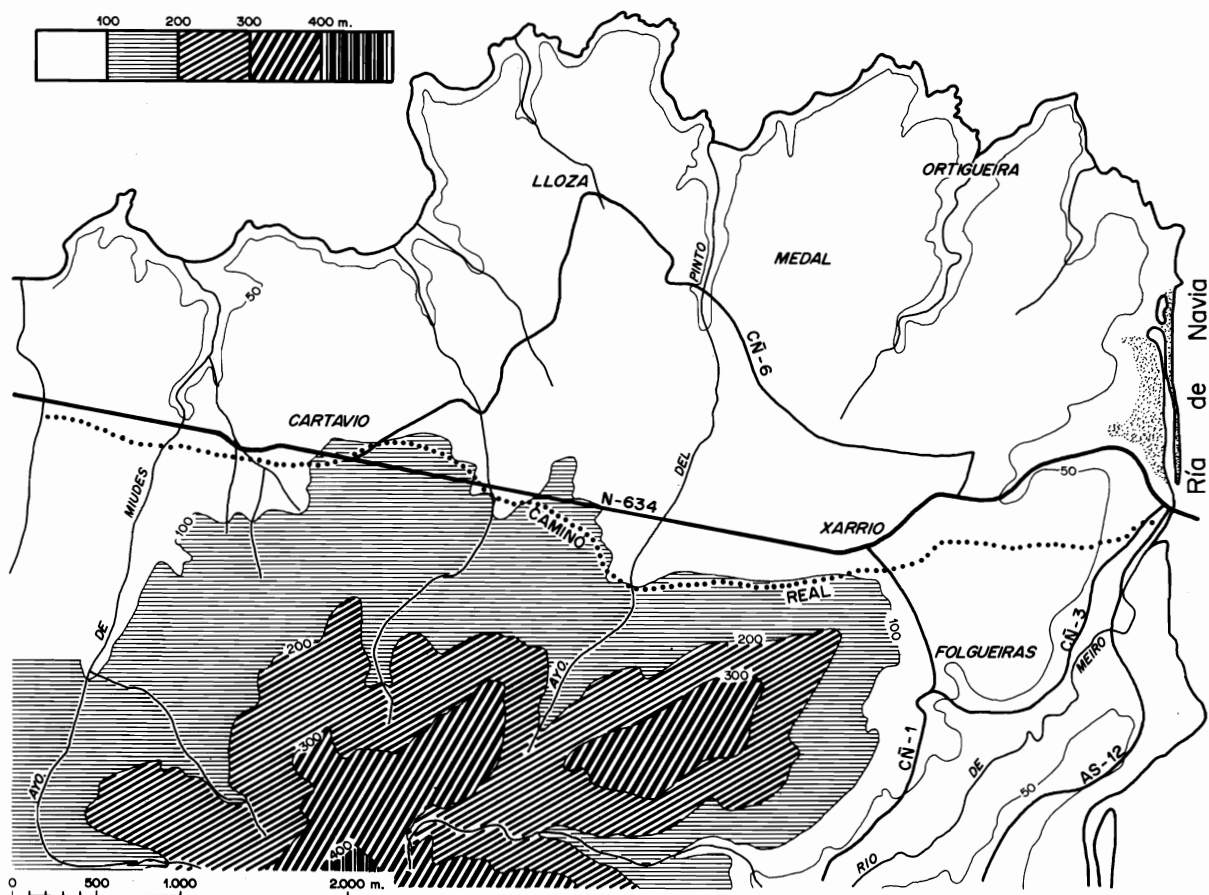 100 200 300 400 m.
LLOZA
ORTIGUEIRA
MEDAL
PINTO
50
Ría de Navia
CÑ-6
CARTAVIO
MIUDES
DEL
50
N-634
XARRIO
CAMINO
100
REAL
100
DE
200
200
FOLGUEIRAS
CÑ-3
MEIRO
300
AYO.
300
CÑ-1
DE
AS-12
50
AYO.
400
RIO
0 500 1.000 2.000 m.